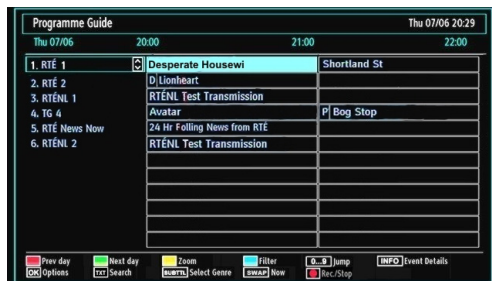 Programme Guide Thu 07/06 20:29
Thu 07/06 20:00 21:00 22:00
1. RTÉ 1 Desperate Housewi Shortland St
2. RTÉ 2 D Lionheart
3. RTÉNL 1 RTÉNL Test Transmission
4. TG 4 Avatar P Bog Stop
5. RTÉ News Now 24 Hr Folling News from RTÉ
6. RTÉNL 2 RTÉNL Test Transmission
Prev day Next day Zoom Filter 0...9 Jump INFO Event Details
OK Options TXT Search SUBTTL Select Genre SWAP Now Rec./Stop